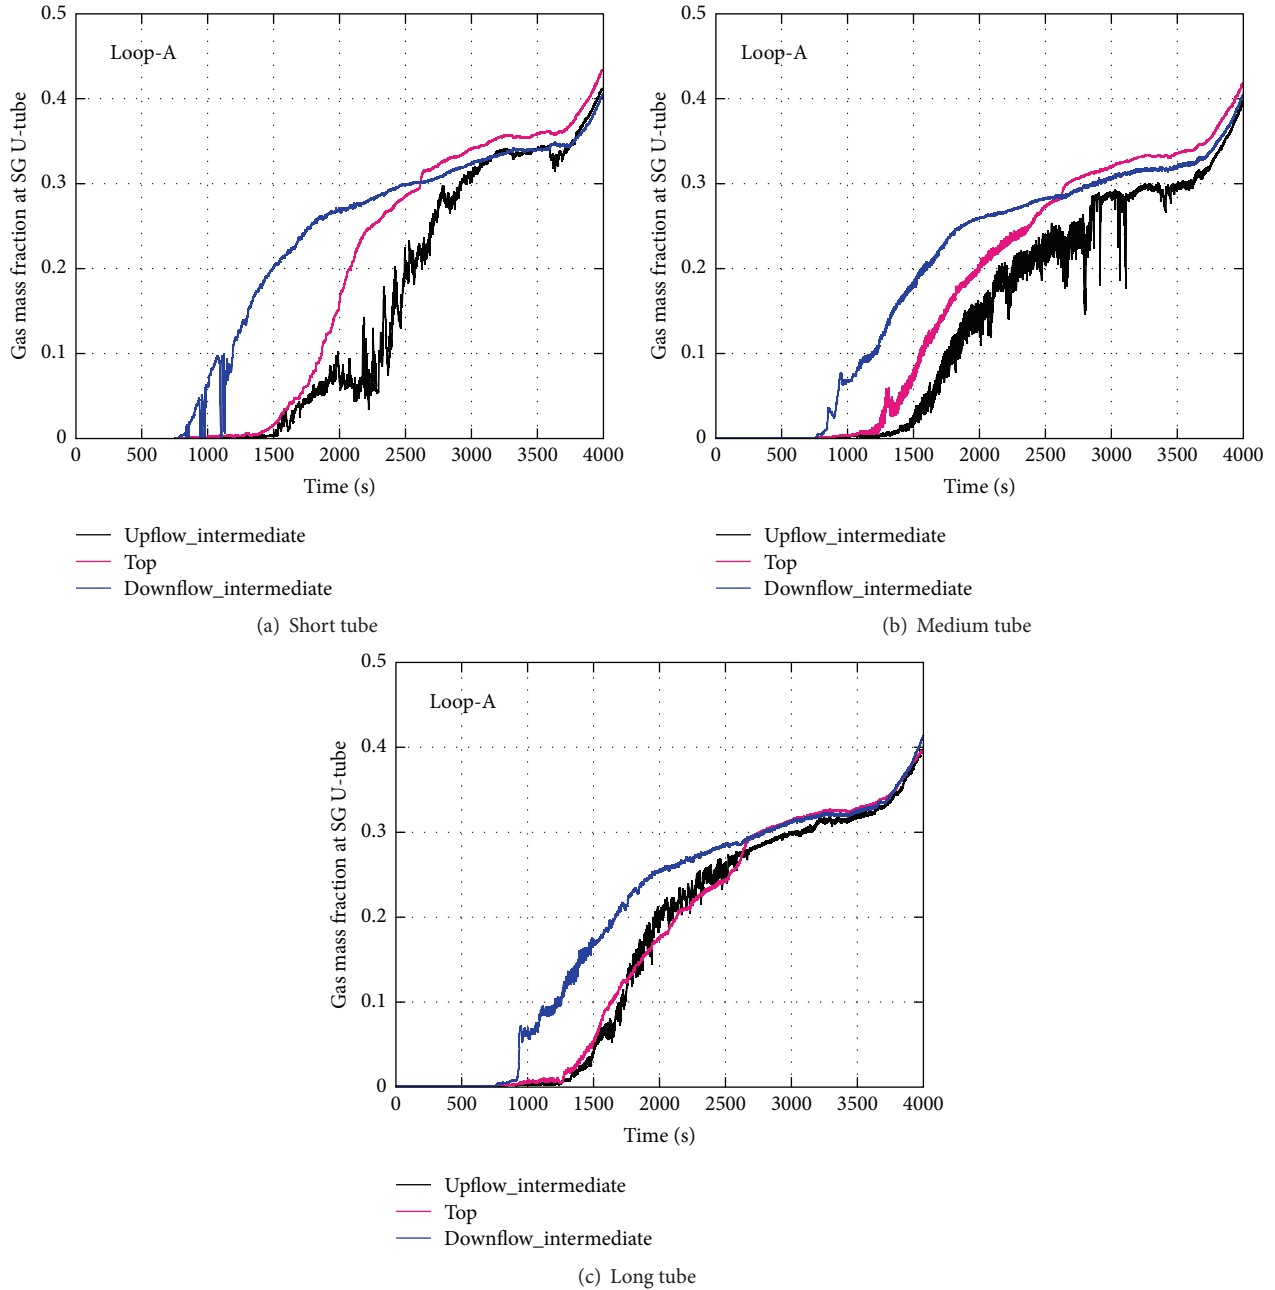 Loop-A
Gas mass fraction at SG U-tube
0.5
0.4
0.3
0.2
0.1
0
0 500 1000 1500 2000 2500 3000 3500 4000
Time (s)
Upflow_intermediate
Top
Downflow_intermediate
(a) Short tube
Loop-A
Gas mass fraction at SG U-tube
0.5
0.4
0.3
0.2
0.1
0
0 500 1000 1500 2000 2500 3000 3500 4000
Time (s)
Upflow_intermediate
Top
Downflow_intermediate
(b) Medium tube
Loop-A
Gas mass fraction at SG U-tube
0.5
0.4
0.3
0.2
0.1
0
0 500 1000 1500 2000 2500 3000 3500 4000
Time (s)
Upflow_intermediate
Top
Downflow_intermediate
(c) Long tube